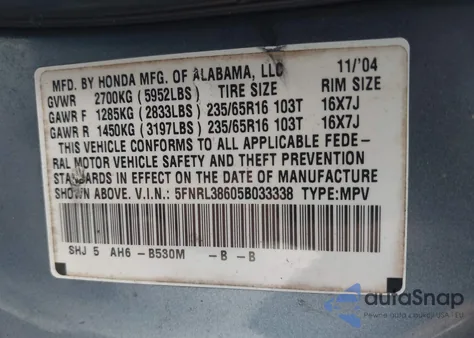 MFD. BY HONDA MFG. OF ALABAMA, LLC 11/'04
GVWR 2700KG (5952LBS) TIRE SIZE RIM SIZE
GAWR F 1285KG (2833LBS) 235/65R16 103T 16X7J
GAWR R 1450KG (3197LBS) 235/65R16 103T 16X7J
THIS VEHICLE CONFORMS TO ALL APPLICABLE FEDE-
RAL MOTOR VEHICLE SAFETY AND THEFT PREVENTION
STANDARDS IN EFFECT ON THE DATE OF MANUFACTURE
SHOWN ABOVE. V.I.N.: 5FNRL38605B033338 TYPE:MPV
SHJ 5 AH6 -B530M -B -B
autoSnap